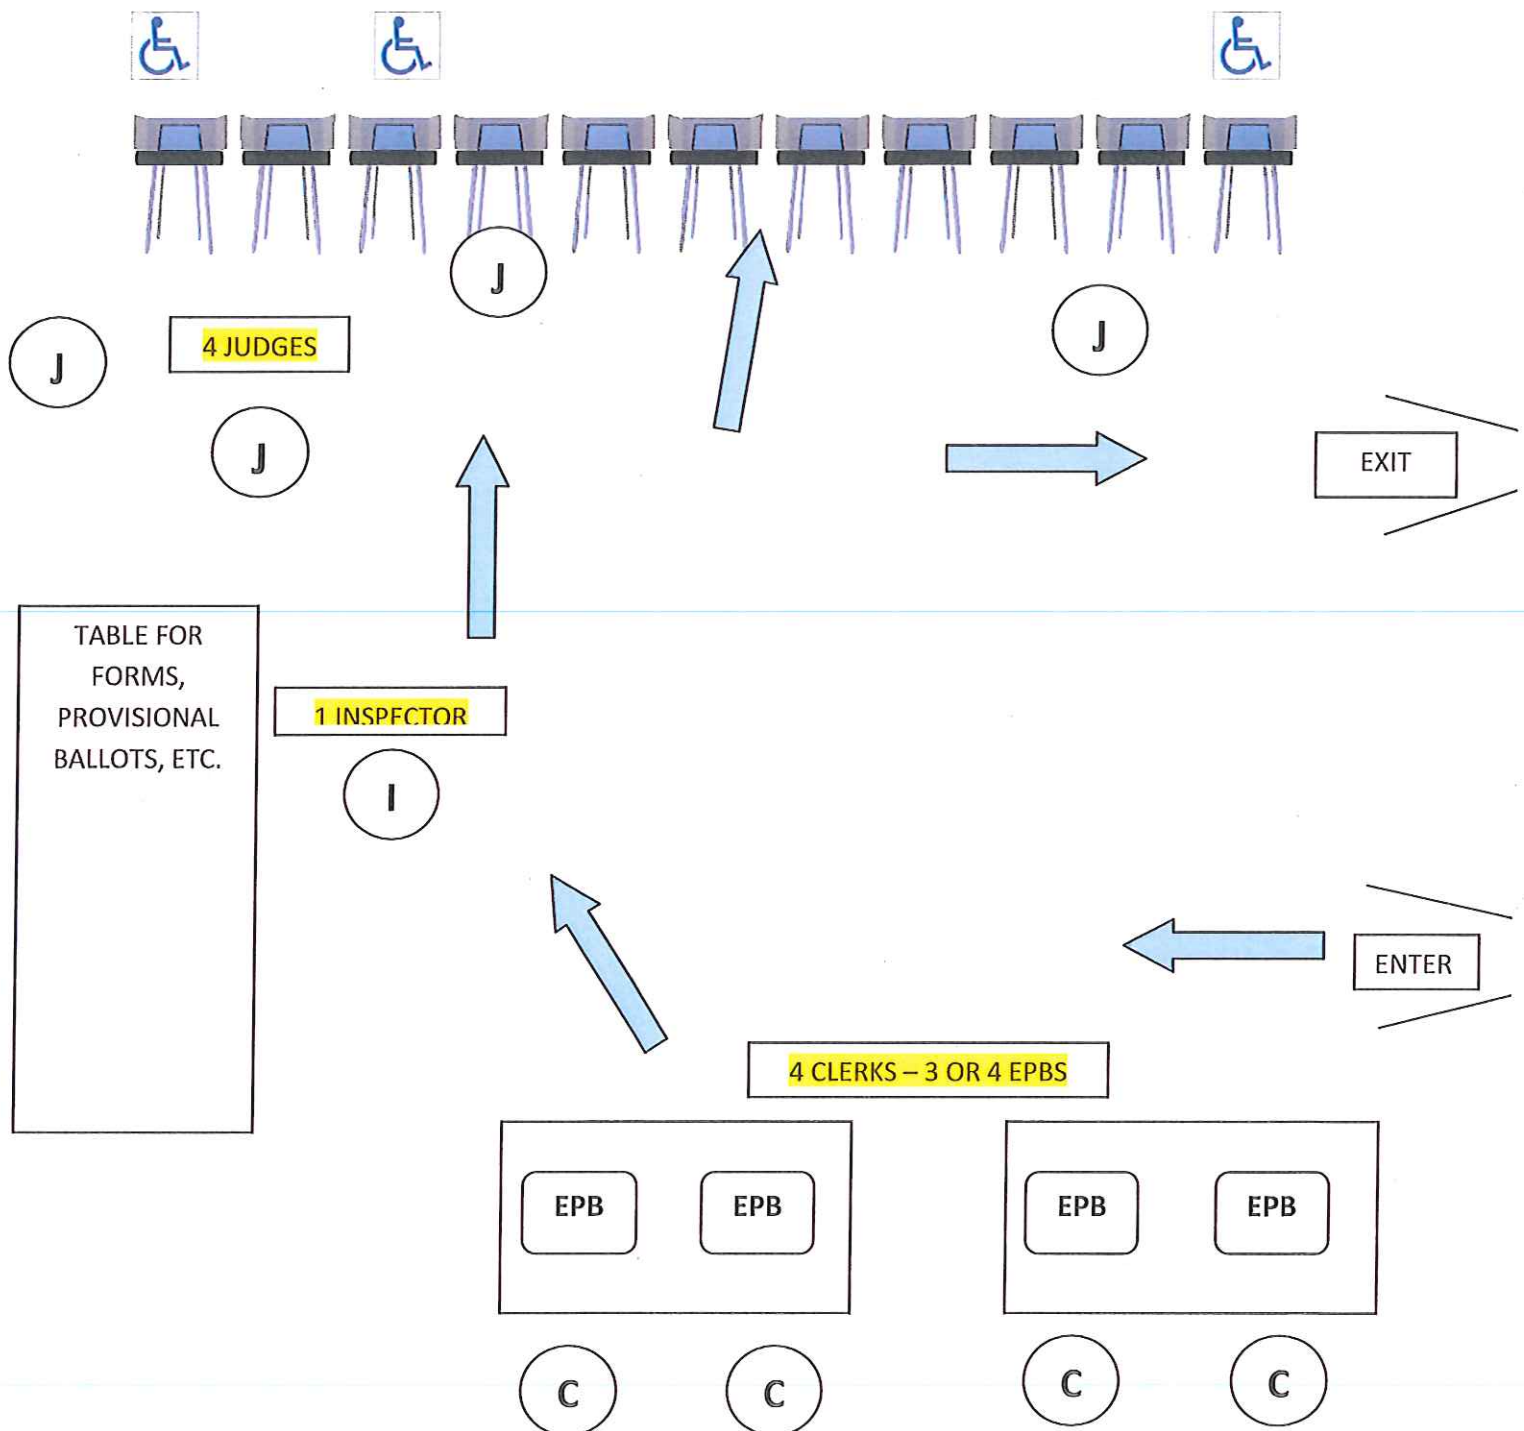 J
J
4 JUDGES
J
J
EXIT
TABLE FOR
FORMS,
PROVISIONAL
BALLOTS, ETC.
1 INSPECTOR
I
ENTER
4 CLERKS – 3 OR 4 EPBS
EPB
EPB
EPB
EPB
C
C
C
C